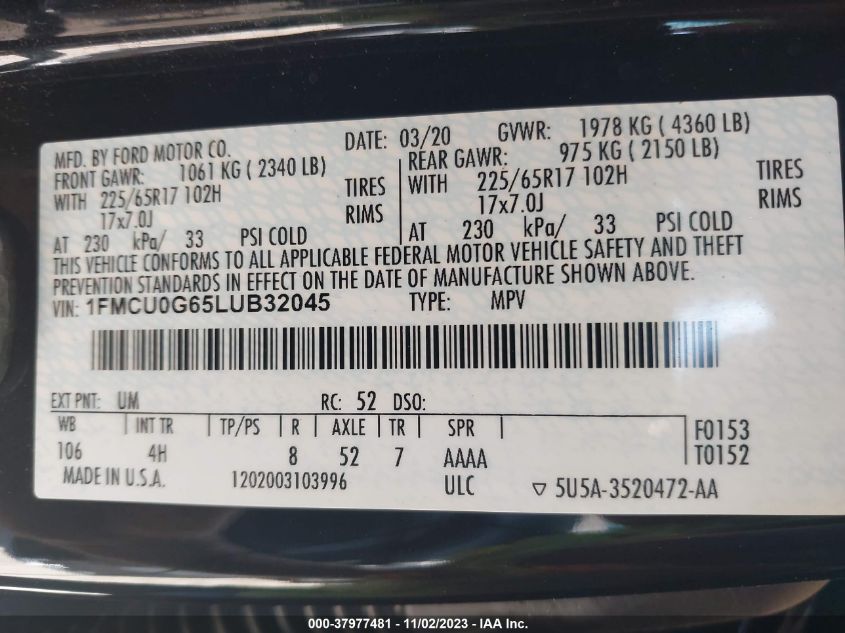 MFD. BY FORD MOTOR CO. DATE: 03/20 GVWR: 1978 KG ( 4360 LB)
FRONT GAWR: 1061 KG ( 2340 LB) REAR GAWR: 975 KG ( 2150 LB)
WITH 225/65R17 102H TIRES WITH 225/65R17 102H TIRES
17x7.0J RIMS 17x7.0J RIMS
AT 230 kPa/ 33 PSI COLD AT 230 kPa/ 33 PSI COLD
THIS VEHICLE CONFORMS TO ALL APPLICABLE FEDERAL MOTOR VEHICLE SAFETY AND THEFT
PREVENTION STANDARDS IN EFFECT ON THE DATE OF MANUFACTURE SHOWN ABOVE.
VIN: 1FMCU0G65LUB32045 TYPE: MPV
EXT PNT: UM RC: 52 DSO:
WB INT TR TP/PS R AXLE TR SPR F0153
106 4H 8 52 7 AAAA T0152
MADE IN U.S.A. 1202003103996 ULC ▽ 5U5A-3520472-AA
000-37977481 - 11/02/2023 - IAA Inc.